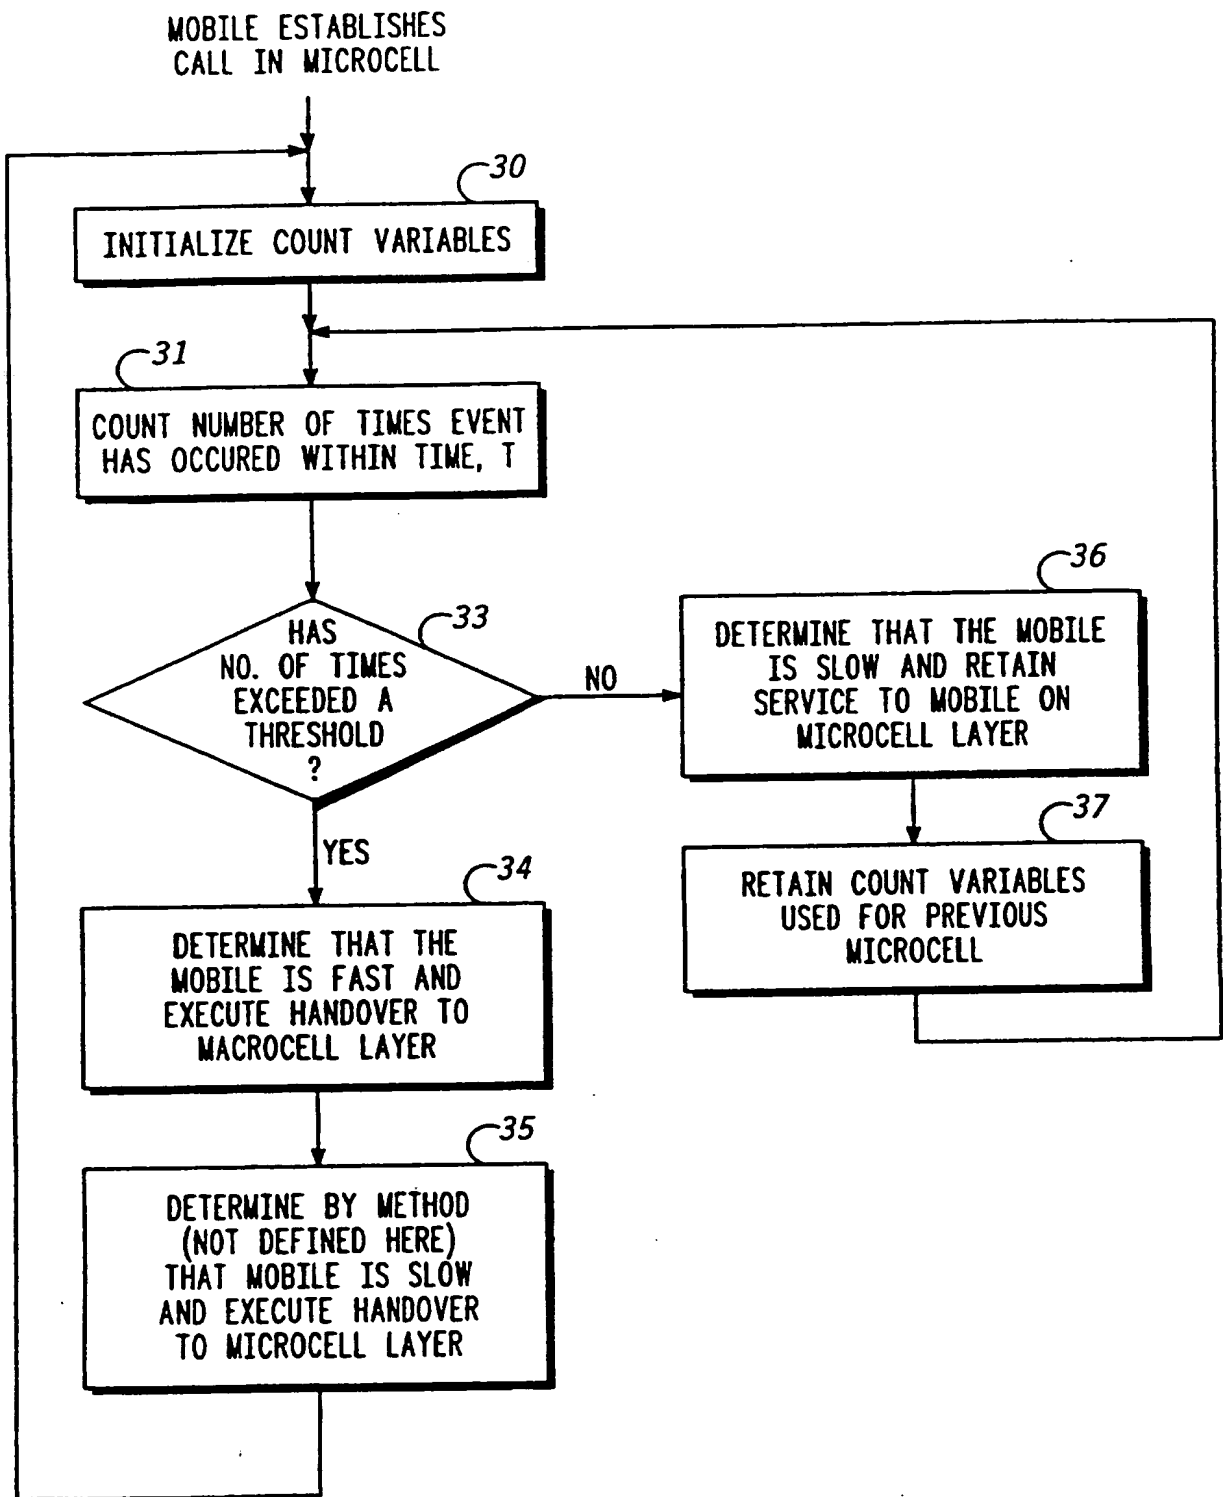 MOBILE ESTABLISHES
CALL IN MICROCELL
30
INITIALIZE COUNT VARIABLES
31
COUNT NUMBER OF TIMES EVENT
HAS OCCURED WITHIN TIME, T
33
HAS
NO. OF TIMES
EXCEEDED A
THRESHOLD
?
NO
36
DETERMINE THAT THE MOBILE
IS SLOW AND RETAIN
SERVICE TO MOBILE ON
MICROCELL LAYER
37
RETAIN COUNT VARIABLES
USED FOR PREVIOUS
MICROCELL
YES
34
DETERMINE THAT THE
MOBILE IS FAST AND
EXECUTE HANDOVER TO
MACROCELL LAYER
35
DETERMINE BY METHOD
(NOT DEFINED HERE)
THAT MOBILE IS SLOW
AND EXECUTE HANDOVER
TO MICROCELL LAYER